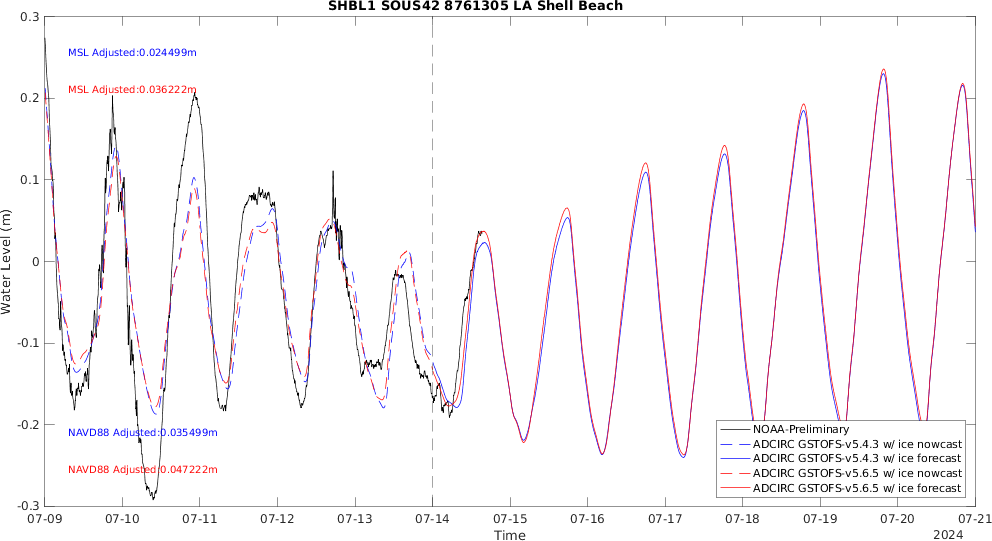 SHBL1 SOUS42 8761305 LA Shell Beach
0.3
0.2
0.1
0
-0.1
-0.2
-0.3
Water Level (m)
MSL Adjusted:0.024499m
MSL Adjusted:0.036222m
NAVD88 Adjusted:0.035499m
NAVD88 Adjusted:0.047222m
NOAA-Preliminary
ADCIRC GSTOFS-v5.4.3 w/ ice nowcast
ADCIRC GSTOFS-v5.4.3 w/ ice forecast
ADCIRC GSTOFS-v5.6.5 w/ ice nowcast
ADCIRC GSTOFS-v5.6.5 w/ ice forecast
07-09 07-10 07-11 07-12 07-13 07-14 07-15 07-16 07-17 07-18 07-19 07-20 07-21
Time
2024